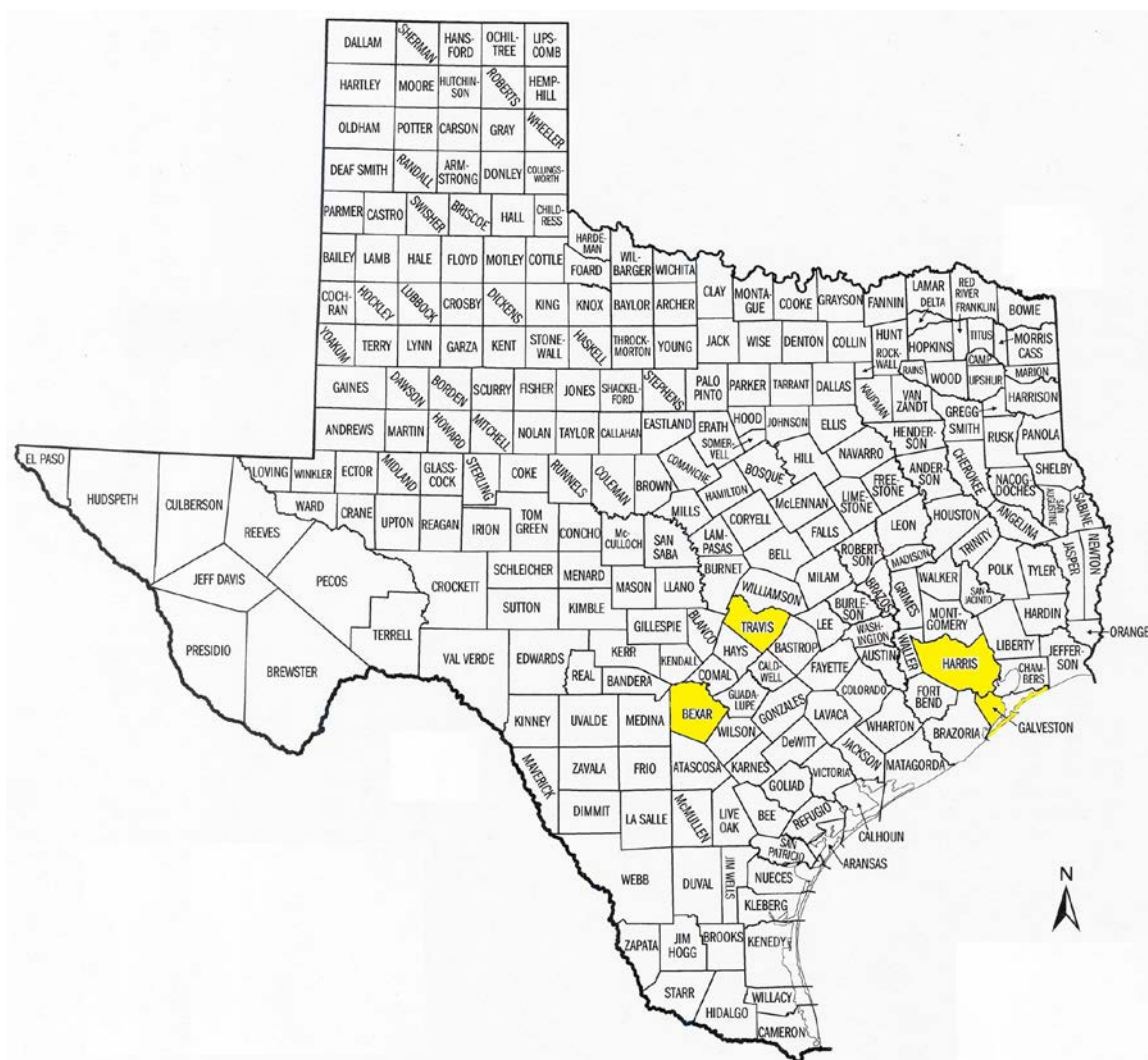 DALLAM
SHERMAN
HANS-
FORD
OCHIL-
TREE
LIPS-
COMB
HARTLEY
MOORE
HUTCHIN-
SON
ROBERTS
HEMP-
HILL
OLDHAM
POTTER
CARSON
GRAY
WHEELER
DEAF SMITH
RANDALL
ARM-
STRONG
DONLEY
COLLINGS-
WORTH
PARMER
CASTRO
SWISHER
BRISCOE
HALL
CHILD-
RESS
HARDE-
MAN
BAILEY
LAMB
HALE
FLOYD
MOTLEY
COTTLE
FOARD
WIL-
BARGER
WICHITA
CLAY
MONTA-
GUE
COOKE
GRAYSON
FANNIN
LAMAR
DELTA
RED
RIVER
FRANKLIN
BOWIE
COCH-
RAN
HOCKLEY
LUBBOCK
CROSBY
DICKENS
KING
KNOX
BAYLOR
ARCHER
YOAKUM
TERRY
LYNN
GARZA
KENT
STONE-
WALL
HASKELL
THROCK-
MORTON
YOUNG
JACK
WISE
DENTON
COLLIN
HUNT
ROCK-
WALL
HOPKINS
TITUS
MORRIS
CASS
CAMP
RAINS
WOOD
UPSHUR
MARION
HARRISON
GAINES
DAWSON
BORDEN
SCURRY
FISHER
JONES
SHACKEL-
FORD
STEPHENS
PALO
PINTO
PARKER
TARRANT
DALLAS
KAUFMAN
VAN
ZANDT
GREGG
SMITH
ANDREWS
MARTIN
HOWARD
MITCHELL
NOLAN
TAYLOR
CALLAHAN
EASTLAND
ERATH
HOOD
SOMER-
VELL
JOHNSON
ELLIS
HENDER-
SON
RUSK
PANOLA
EL PASO
HUDSPETH
CULBERSON
LOVING
WINKLER
ECTOR
MIDLAND
GLASS-
COCK
STERLING
COKE
RUNNELS
COLEMAN
BROWN
COMANCHE
HAMILTON
BOSQUE
HILL
NAVARRO
FREE-
STONE
ANDER-
SON
CHEROKEE
NACOG-
DOCHES
SHELBY
SAN
AUGUSTINE
SABINE
REEVES
WARD
CRANE
UPTON
REAGAN
IRION
TOM
GREEN
CONCHO
Mc-
CULLOCH
SAN
SABA
MILLS
LAM-
PASAS
CORYELL
McLENNAN
LIME-
STONE
FALLS
LEON
HOUSTON
ANGELINA
TRINITY
JEFF DAVIS
PECOS
CROCKETT
SCHLEICHER
MENARD
MASON
LLANO
BURNET
BELL
MILAM
ROBERT-
SON
MADISON
WALKER
SAN
JACINTO
POLK
TYLER
JASPER
NEWTON
PRESIDIO
BREWSTER
TERRELL
SUTTON
KIMBLE
GILLESPIE
BLANCO
WILLIAMSON
TRAVIS
LEE
BURLE-
SON
BRAZOS
GRIMES
WASH-
INGTON
MONT-
GOMERY
HARDIN
ORANGE
VAL VERDE
EDWARDS
REAL
KERR
BANDERA
KENDALL
HAYS
COMAL
CALD-
WELL
BASTROP
FAYETTE
AUSTIN
WALLER
HARRIS
LIBERTY
CHAM-
BERS
JEFFER-
SON
KINNEY
UVALDE
MEDINA
BEXAR
GUADA-
LUPE
WILSON
GONZALES
LAVACA
COLORADO
WHARTON
FORT
BEND
BRAZORIA
GALVESTON
MAVERICK
ZAVALA
FRIO
ATASCOSA
KARNES
DeWITT
VICTORIA
JACKSON
MATAGORDA
DIMMIT
LA SALLE
McMULLEN
LIVE
OAK
BEE
GOLIAD
REFUGIO
CALHOUN
ARANSAS
SAN
PATRICIO
WEBB
DUVAL
JIM WELLS
NUECES
KLEBERG
ZAPATA
JIM
HOGG
BROOKS
KENEDY
STARR
HIDALGO
WILLACY
CAMERON
N